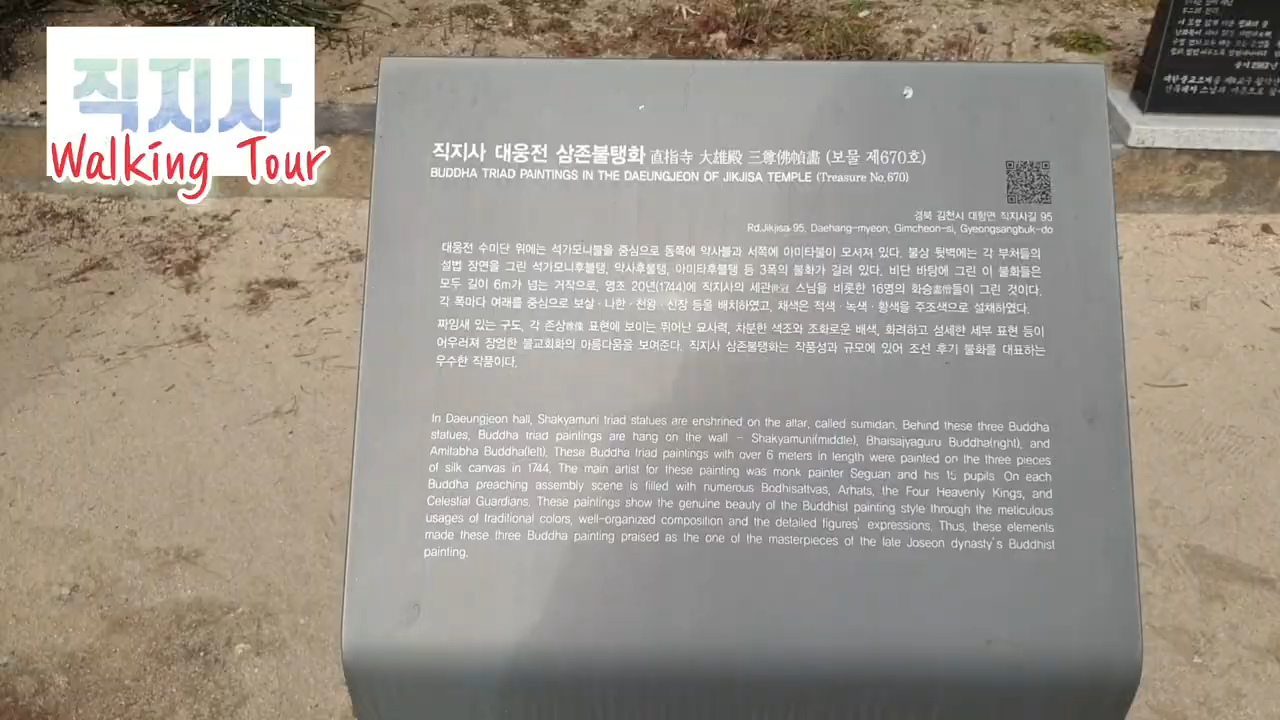 직지사
Walking Tour
직지사 대웅전 삼존불탱화 直指寺 大雄殿 三尊佛幀畵 (보물 제670호)
BUDDHA TRIAD PAINTINGS IN THE DAEUNGJEON OF JIKJISA TEMPLE (Treasure No.670)
경북 김천시 대항면 직지사길 95
Rd.Jikjisa 95, Daehang-myeon, Gimcheon-si, Gyeongsangbuk-do
대웅전 수미단 위에는 석가모니불을 중심으로 동쪽에 약사불과 서쪽에 아미타불이 모셔져 있다. 불상 뒷벽에는 각 부처들의
설법 장면을 그린 석가모니후불탱, 약사후불탱, 아미타후불탱 등 3폭의 불화가 걸려 있다. 비단 바탕에 그린 이 불화들은
모두 길이 6m가 넘는 거작으로, 영조 20년(1744)에 직지사의 세관世冠 스님을 비롯한 16명의 화승畵僧들이 그린 것이다.
각 폭마다 여래를 중심으로 보살·나한·천왕·신장 등을 배치하였고, 채색은 적색·녹색·황색을 주조색으로 설채하였다.
짜임새 있는 구도, 각 존상尊像 표현에 보이는 뛰어난 묘사력, 차분한 색조와 조화로운 배색, 화려하고 섬세한 세부 표현 등이
어우러져 장엄한 불교회화의 아름다움을 보여준다. 직지사 삼존불탱화는 작품성과 규모에 있어 조선 후기 불화를 대표하는
우수한 작품이다.
In Daeungjeon hall, Shakyamuni triad statues are enshrined on the altar, called sumidan. Behind these three Buddha
statues, Buddha triad paintings are hang on the wall - Shakyamuni(middle), Bhaisajyaguru Buddha(right), and
Amitabha Buddha(left). These Buddha triad paintings with over 6 meters in length were painted on the three pieces
of silk canvas in 1744. The main artist for these painting was monk painter Seguan and his 15 pupils. On each
Buddha preaching assembly scene is filled with numerous Bodhisattvas, Arhats, the Four Heavenly Kings, and
Celestial Guardians. These paintings show the genuine beauty of the Buddhist painting style through the meticulous
usages of traditional colors, well-organized composition and the detailed figures' expressions. Thus, these elements
made these three Buddha painting praised as the one of the masterpieces of the late Joseon dynasty's Buddhist
painting.